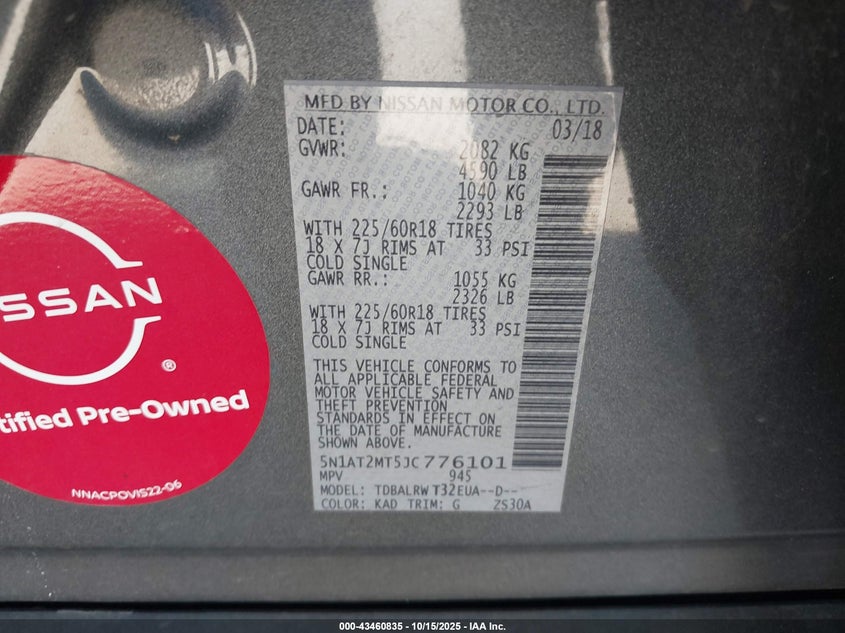 MFD BY NISSAN MOTOR CO., LTD.
DATE: 03/18
GVWR: 2082 KG
4590 LB
GAWR FR.: 1040 KG
2293 LB
WITH 225/60R18 TIRES
18 X 7J RIMS AT 33 PSI
COLD SINGLE
GAWR RR.: 1055 KG
2326 LB
WITH 225/60R18 TIRES
18 X 7J RIMS AT 33 PSI
COLD SINGLE
THIS VEHICLE CONFORMS TO
ALL APPLICABLE FEDERAL
MOTOR VEHICLE SAFETY AND
THEFT PREVENTION
STANDARDS IN EFFECT ON
THE DATE OF MANUFACTURE
SHOWN ABOVE.
5N1AT2MT5JC776101
MPV 945
MODEL: TDBALRW T32EUA--D--
COLOR: KAD TRIM: G ZS30A
ISSAN
®
tified Pre-Owned
NNACPOVIS22-06
000-43460835 - 10/15/2025 - IAA Inc.